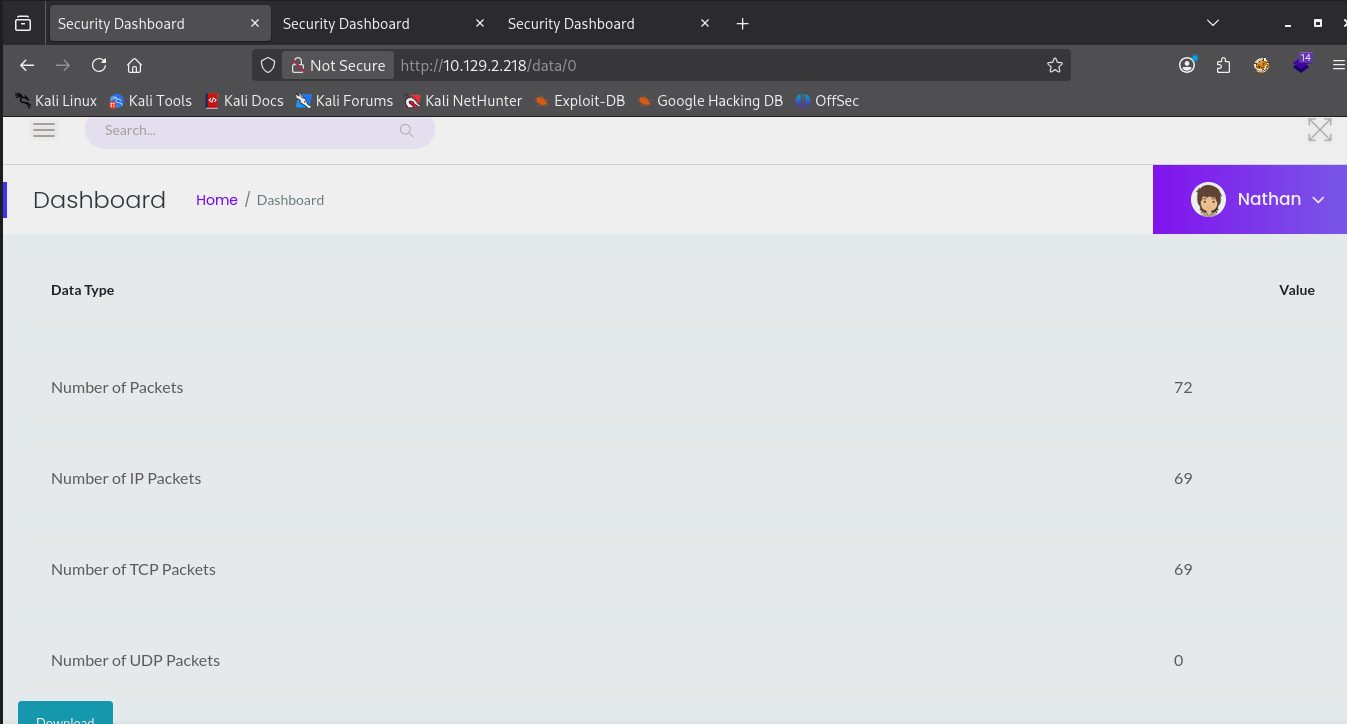 Security Dashboard Security Dashboard Security Dashboard
Not Secure http://10.129.2.218/data/0 14
Kali Linux Kali Tools Kali Docs Kali Forums Kali NetHunter Exploit-DB Google Hacking DB OffSec
Search...
Dashboard Home / Dashboard Nathan
Data Type Value
Number of Packets 72
Number of IP Packets 69
Number of TCP Packets 69
Number of UDP Packets 0
Download